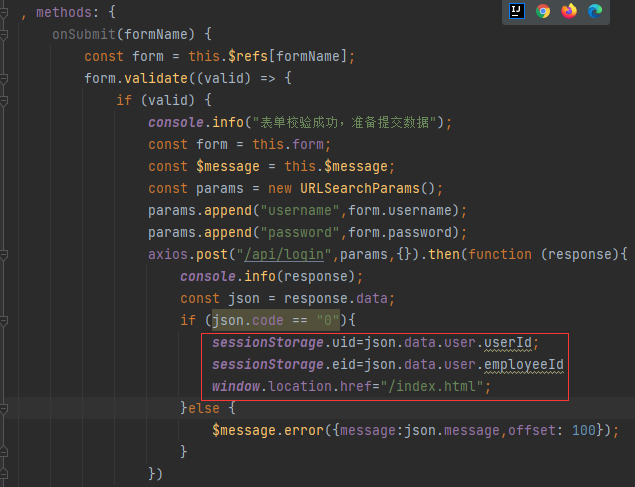 , methods: {
onSubmit(formName) {
const form = this.$refs[formName];
form.validate((valid) => {
if (valid) {
console.info("表单校验成功，准备提交数据");
const form = this.form;
const $message = this.$message;
const params = new URLSearchParams();
params.append("username",form.username);
params.append("password",form.password);
axios.post("/api/login",params,{}).then(function (response){
console.info(response);
const json = response.data;
if (json.code == "0"){
sessionStorage.uid=json.data.user.userId;
sessionStorage.eid=json.data.user.employeeId
window.location.href="/index.html";
}else {
$message.error({message:json.message,offset: 100});
}
})